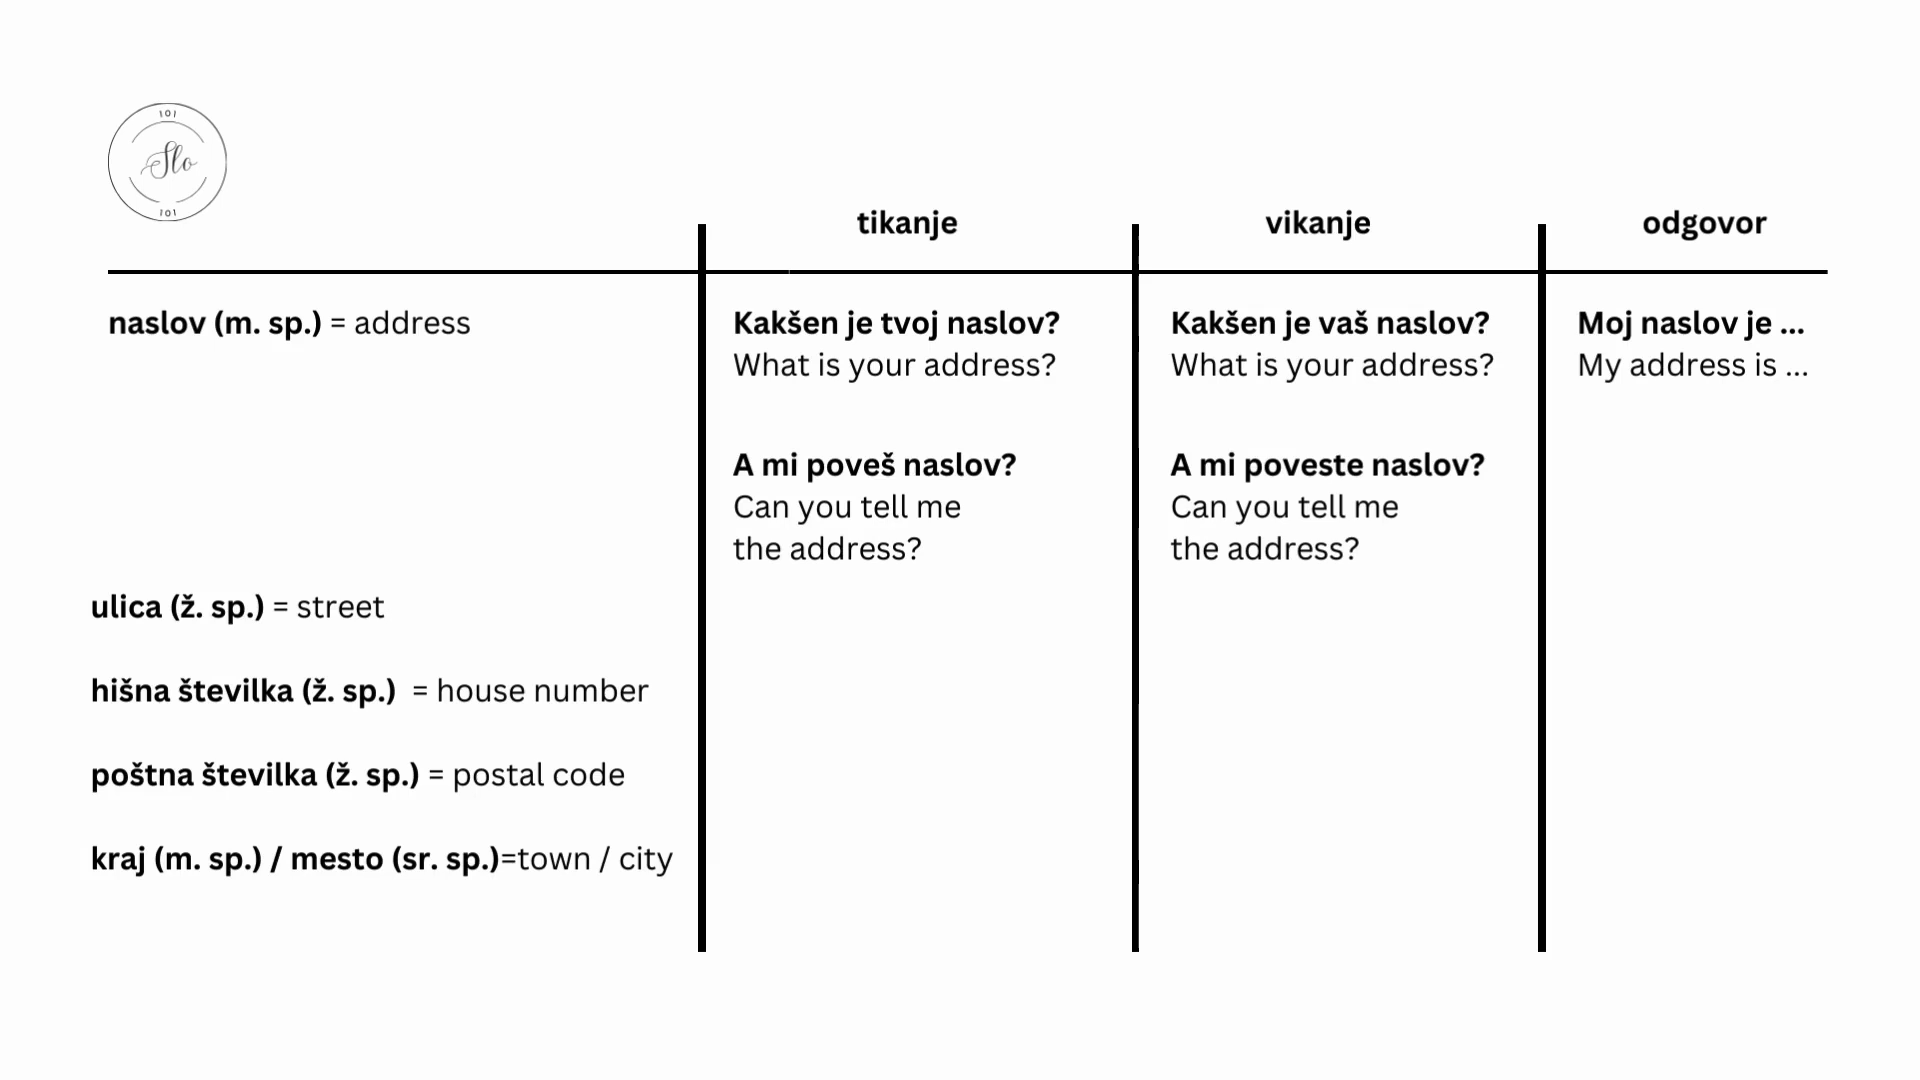 101
Slo
101
tikanje
vikanje
odgovor
naslov (m. sp.) = address
Kakšen je tvoj naslov?
What is your address?
A mi poveš naslov?
Can you tell me
the address?
Kakšen je vaš naslov?
What is your address?
A mi poveste naslov?
Can you tell me
the address?
Moj naslov je ...
My address is ...
ulica (ž. sp.) = street
hišna številka (ž. sp.)  = house number
poštna številka (ž. sp.) = postal code
kraj (m. sp.) / mesto (sr. sp.)=town / city